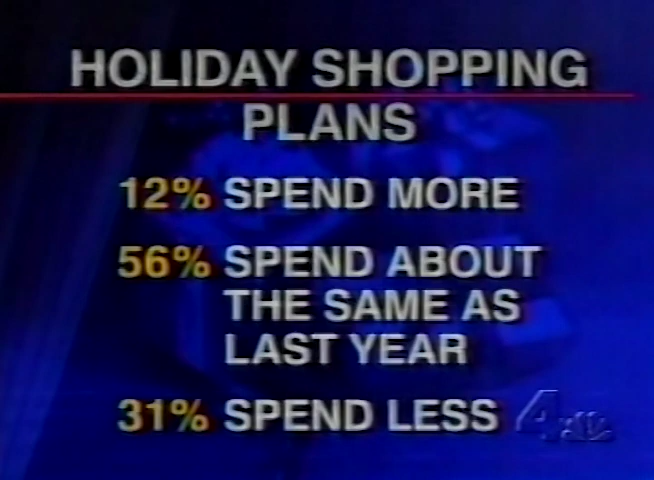 HOLIDAY SHOPPING
PLANS
12% SPEND MORE
56% SPEND ABOUT
THE SAME AS
LAST YEAR
31% SPEND LESS
4